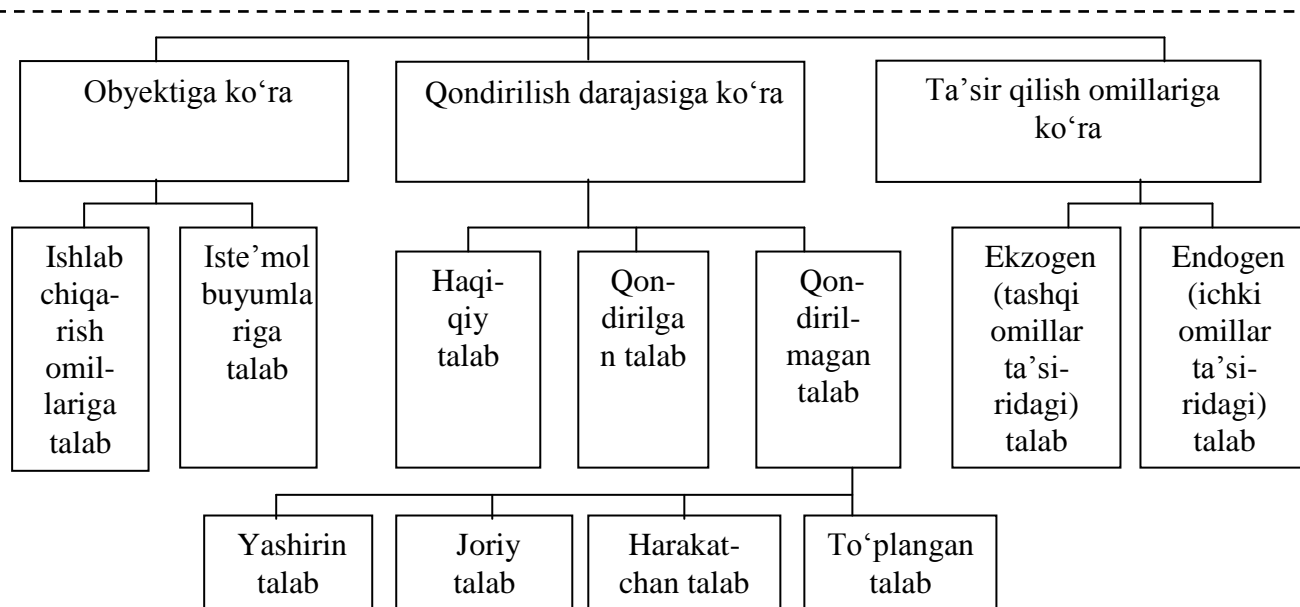 Obyektiga ko‘ra
Qondirilish darajasiga ko‘ra
Ta’sir qilish omillariga
ko‘ra
Ishlab
chiqa-
rish
omil-
lariga
talab
Iste’mol
buyumla
riga
talab
Haqi-
qiy
talab
Qon-
dirilga
n talab
Qon-
diril-
magan
talab
Ekzogen
(tashqi
omillar
ta’si-
ridagi)
talab
Endogen
(ichki
omillar
ta’si-
ridagi)
talab
Yashirin
talab
Joriy
talab
Harakat-
chan talab
To‘plangan
talab